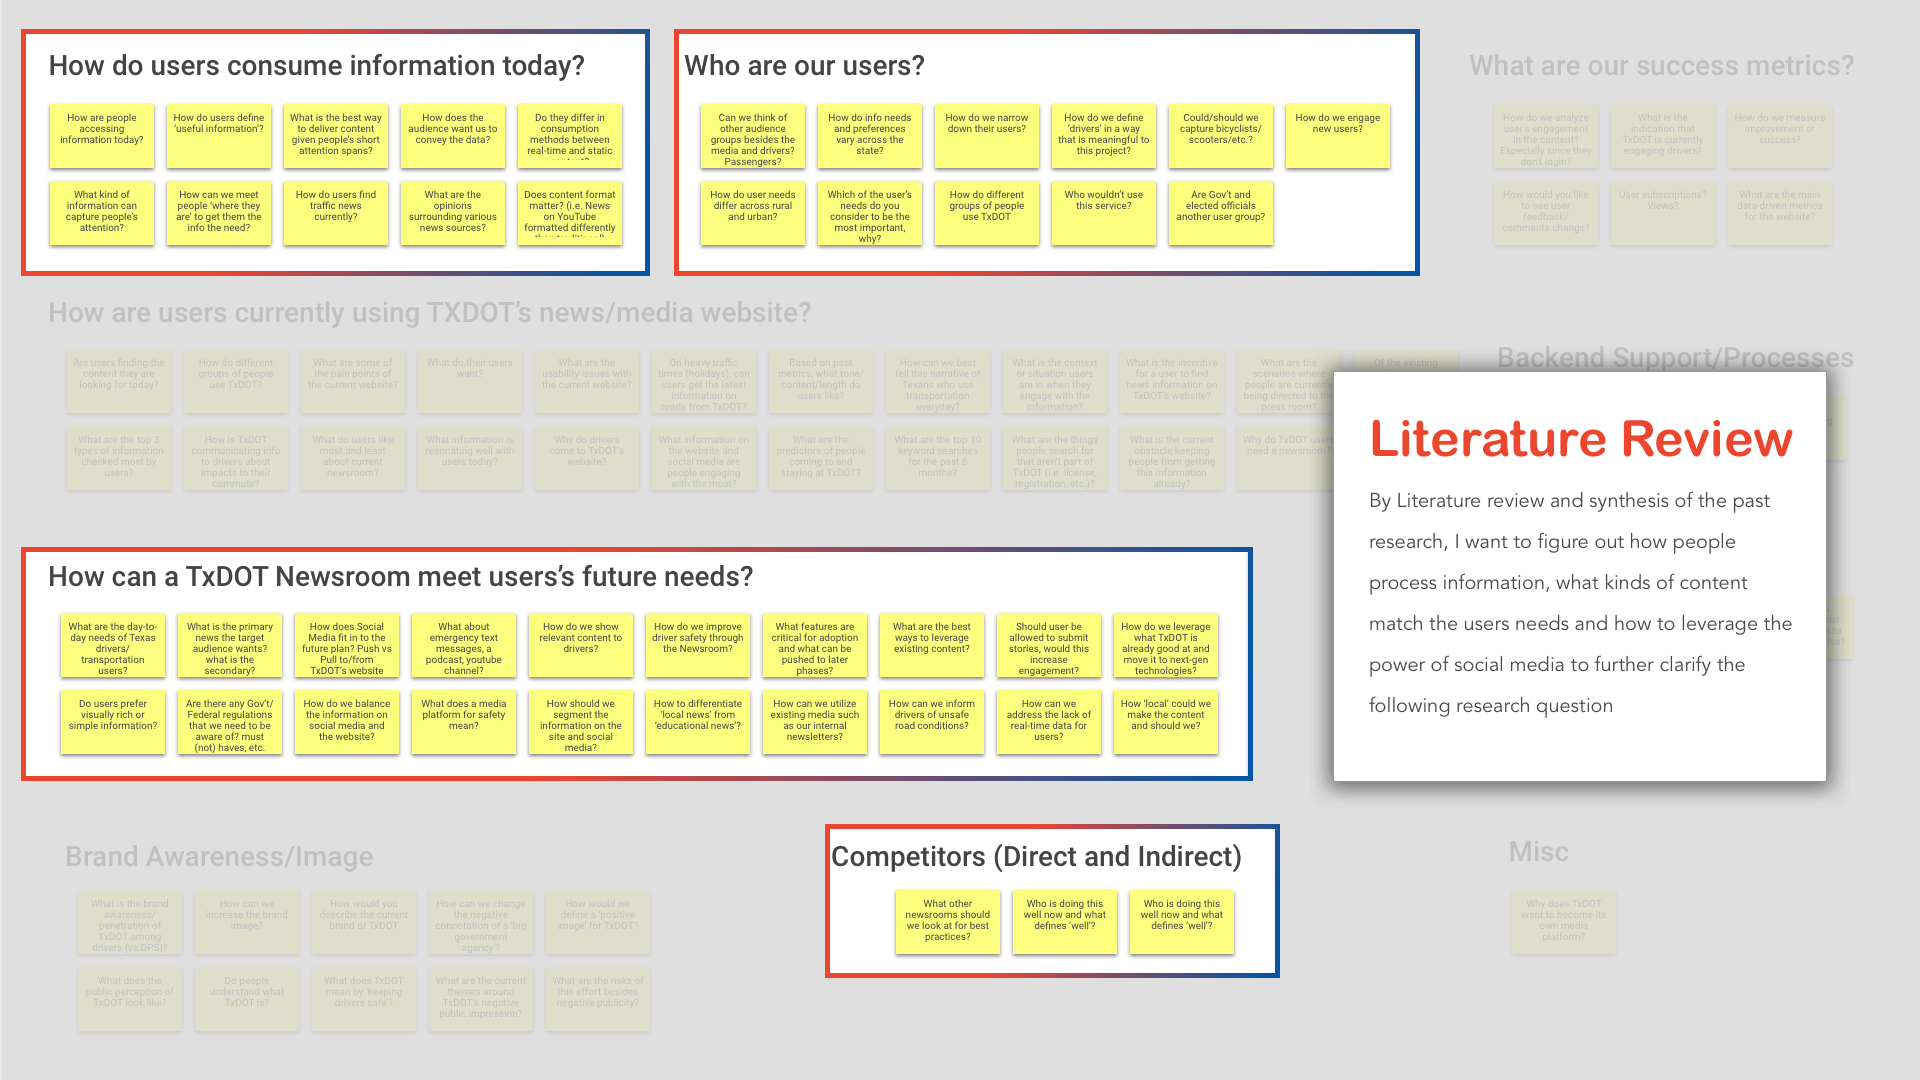 How do users consume information today?
How are people
accessing
information today?
How do users define
‘useful information’?
What is the best way
to deliver content
given people’s short
attention spans?
How does the
audience want us to
convey the data?
Do they differ in
consumption
methods between
real-time and static
What kind of
information can
capture people’s
attention?
How can we meet
people ‘where they
are’ to get them the
info the need?
How do users find
traffic news
currently?
What are the
opinions
surrounding various
news sources?
Does content format
matter? (i.e. News
on YouTube
formatted differently
Who are our users?
Can we think of
other audience
groups besides the
media and drivers?
Passengers?
How do info needs
and preferences
vary across the
state?
How do we narrow
down their users?
How do we define
‘drivers’ in a way
that is meaningful to
this project?
Could/should we
capture bicyclists/
scooters/etc.?
How do we engage
new users?
How do user needs
differ across rural
and urban?
Which of the user’s
needs do you
consider to be the
most important,
why?
How do different
groups of people
use TxDOT
Who wouldn’t use
this service?
Are Gov’t and
elected officials
another user group?
What are our success metrics?
How do we analyze
user’s engagement
in the content?
Especially since they
don’t login?
What is the
indication that
TxDOT is currently
engaging drivers?
How do we measure
improvement or
success?
How would you like
to see user
feedback/
comments change?
User subscriptions?
Views?
What are the main
data-driven metrics
for the website?
How are users currently using TXDOT’s news/media website?
Are users finding the
content they are
looking for today?
How do different
groups of people
use TxDOT?
What are some of
the pain points of
the current website?
What do their users
want?
What are the
usability issues with
the current website?
On heavy traffic
times (holidays), can
users get the latest
information on
roads from TxDOT?
Based on past
metrics, what tone/
content/length do
users like?
How can we best
tell this narrative of
Texans who use
transportation
everyday?
What is the context
or situation users
are in when they
engage with the
information?
What is the incentive
for a user to find
news information on
TxDOT’s website?
What are the
scenarios where
people are currently
being directed to the
press room?
Of the existing
What are the top 3
types of information
checked most by
users?
How is TxDOT
communicating info
to drivers about
impacts to their
commute?
What do users like
most and least
about current
newsroom?
What information is
resonating well with
users today?
Why do drivers
come to TxDOT’s
website?
What information on
the website and
social media are
people engaging
with the most?
What are the
predictors of people
coming to and
staying at TxDOT?
What are the top 10
keyword searches
for the past 6
months?
What are the things
people search for
that aren’t part of
TxDOT (i.e. license,
registration, etc.)?
What is the current
obstacle keeping
people from getting
this information
already?
Why do TxDOT users
need a newsroom?
Backend Support/Processes
Literature Review
By Literature review and synthesis of the past
research, I want to figure out how people
process information, what kinds of content
match the users needs and how to leverage the
power of social media to further clarify the
following research question
How can a TxDOT Newsroom meet users’s future needs?
What are the day-to-
day needs of Texas
drivers/
transportation
users?
What is the primary
news the target
audience wants?
what is the
secondary?
How does Social
Media fit in to the
future plan? Push vs
Pull to/from
TxDOT’s website
What about
emergency text
messages, a
podcast, youtube
channel?
How do we show
relevant content to
drivers?
How do we improve
driver safety through
the Newsroom?
What features are
critical for adoption
and what can be
pushed to later
phases?
What are the best
ways to leverage
existing content?
Should user be
allowed to submit
stories, would this
increase
engagement?
How do we leverage
what TxDOT is
already good at and
move it to next-gen
technologies?
Do users prefer
visually rich or
simple information?
Are there any Gov’t/
Federal regulations
that we need to be
aware of? must
(not) haves, etc.
How do we balance
the information on
social media and
the website?
What does a media
platform for safety
mean?
How should we
segment the
information on the
site and social
media?
How to differentiate
‘local news’ from
‘educational news’?
How can we utilize
existing media such
as our internal
newsletters?
How can we inform
drivers of unsafe
road conditions?
How can we
address the lack of
real-time data for
users?
How ‘local’ could we
make the content
and should we?
Brand Awareness/Image
What is the brand
awareness/
penetration of
TxDOT among
drivers (vs DPS)?
How can we
increase the brand
image?
How would you
describe the current
brand of TxDOT
How can we change
the negative
connotation of a ‘big
government
agency’?
How would we
define a ‘positive
image’ for TxDOT?
What does the
public perception of
TxDOT look like?
Do people
understand what
TxDOT is?
What does TxDOT
mean by ‘keeping
drivers safe’?
What are the current
themes around
TxDOT’s negative
public impression?
What are the risks of
this effort besides
negative publicity?
Competitors (Direct and Indirect)
What other
newsrooms should
we look at for best
practices?
Who is doing this
well now and what
defines ‘well’?
Who is doing this
well now and what
defines ‘well’?
Misc
Why does TxDOT
want to become its
own media
platform?